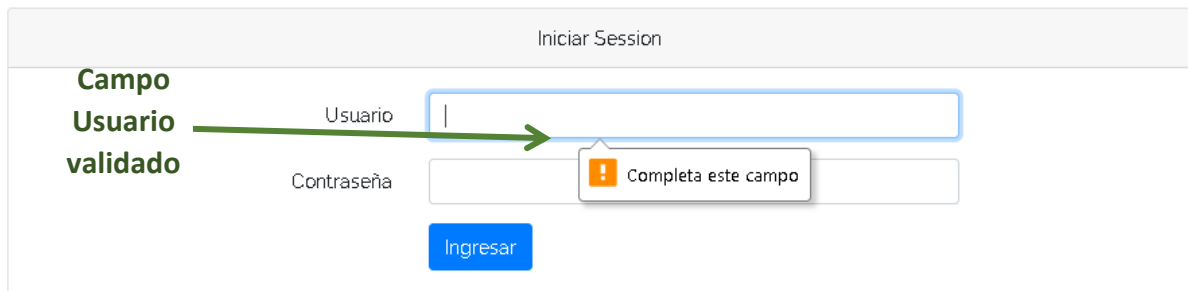 Iniciar Session
Campo
Usuario
validado
Usuario
Completa este campo
Contraseña
Ingresar